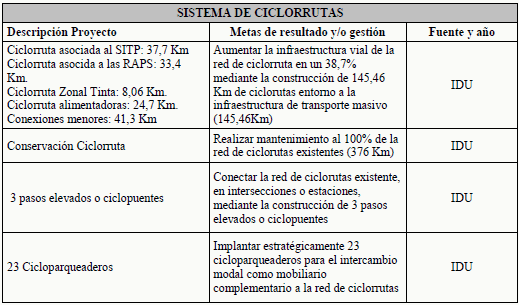 SISTEMA DE CICLORRUTAS
Descripción Proyecto
Metas de resultado y/o gestión
Fuente y año
Ciclorruta asociada al SITP: 37,7 Km
Ciclorruta asocida a las RAPS: 33,4
Km.
Ciclorruta Zonal Tinta: 8,06 Km.
Ciclorruta alimentadoras: 24,7 Km.
Conexiones menores: 41,3 Km
Aumentar la infraestructura vial de la
red de ciclorruta en un 38,7%
mediante la construcción de 145,46
Km de ciclorutas entorno a la
infraestructura de transporte masivo
(145,46Km)
IDU
Conservación Ciclorruta
Realizar mantenimiento al 100% de la
red de ciclorutas existentes (376 Km)
IDU
3 pasos elevados o ciclopuentes
Conectar la red de ciclorutas existente,
en intersecciones o estaciones,
mediante la construcción de 3 pasos
elevados o ciclopuentes
IDU
23 Cicloparqueaderos
Implantar estratégicamente 23
cicloparqueaderos para el intercambio
modal como mobiliario
complementario a la red de ciclorrutas
IDU